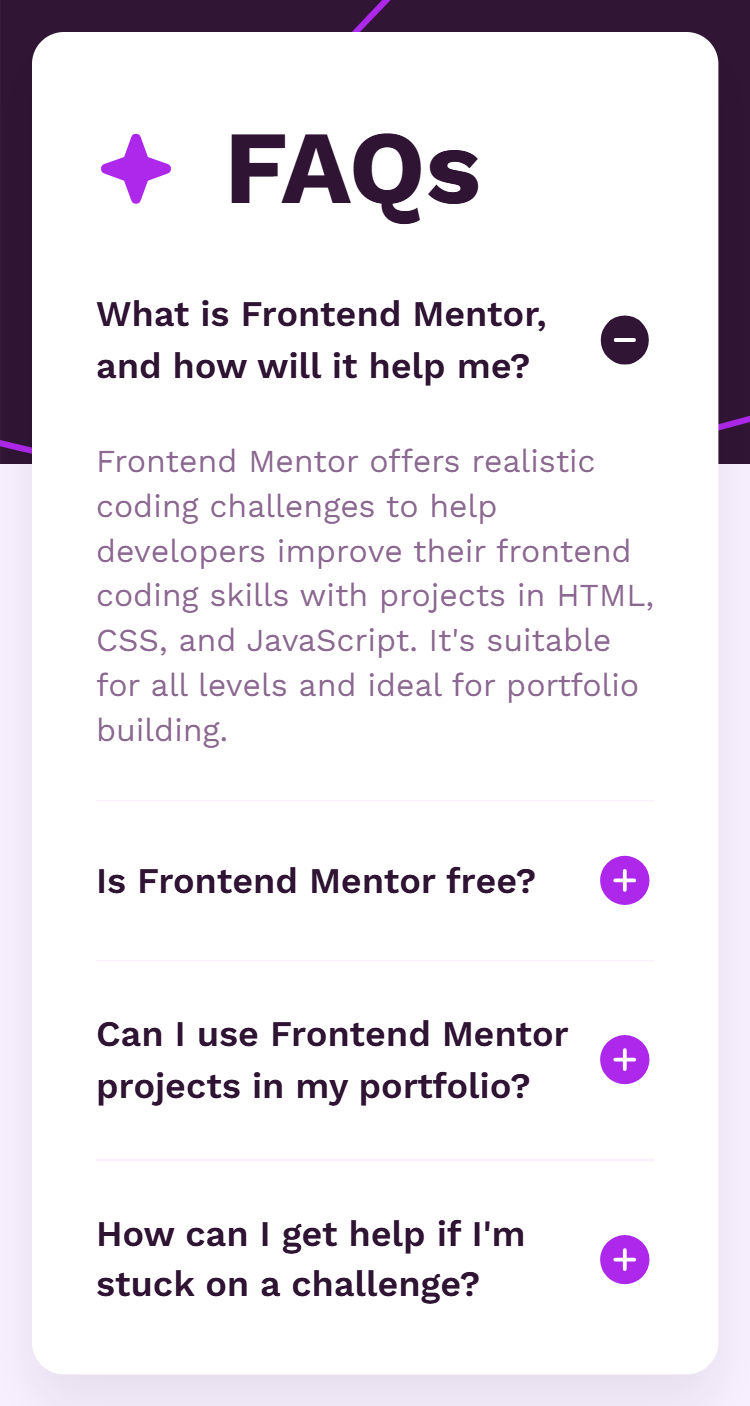 FAQs
What is Frontend Mentor,
and how will it help me?
Frontend Mentor offers realistic
coding challenges to help
developers improve their frontend
coding skills with projects in HTML,
CSS, and JavaScript. It's suitable
for all levels and ideal for portfolio
building.
Is Frontend Mentor free?
Can I use Frontend Mentor
projects in my portfolio?
How can I get help if I'm
stuck on a challenge?